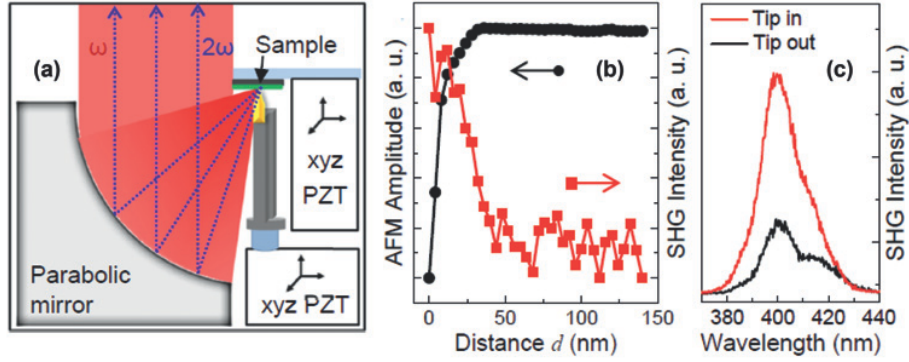 (a)
ω
2ω
Sample
xyz
PZT
xyz PZT
Parabolic
mirror
(b)
AFM Amplitude (a. u.)
SHG Intensity (a. u.)
0 50 100 150
Distance d (nm)
Tip in
Tip out
(c)
SHG Intensity (a. u.)
380 400 420 440
Wavelength (nm)